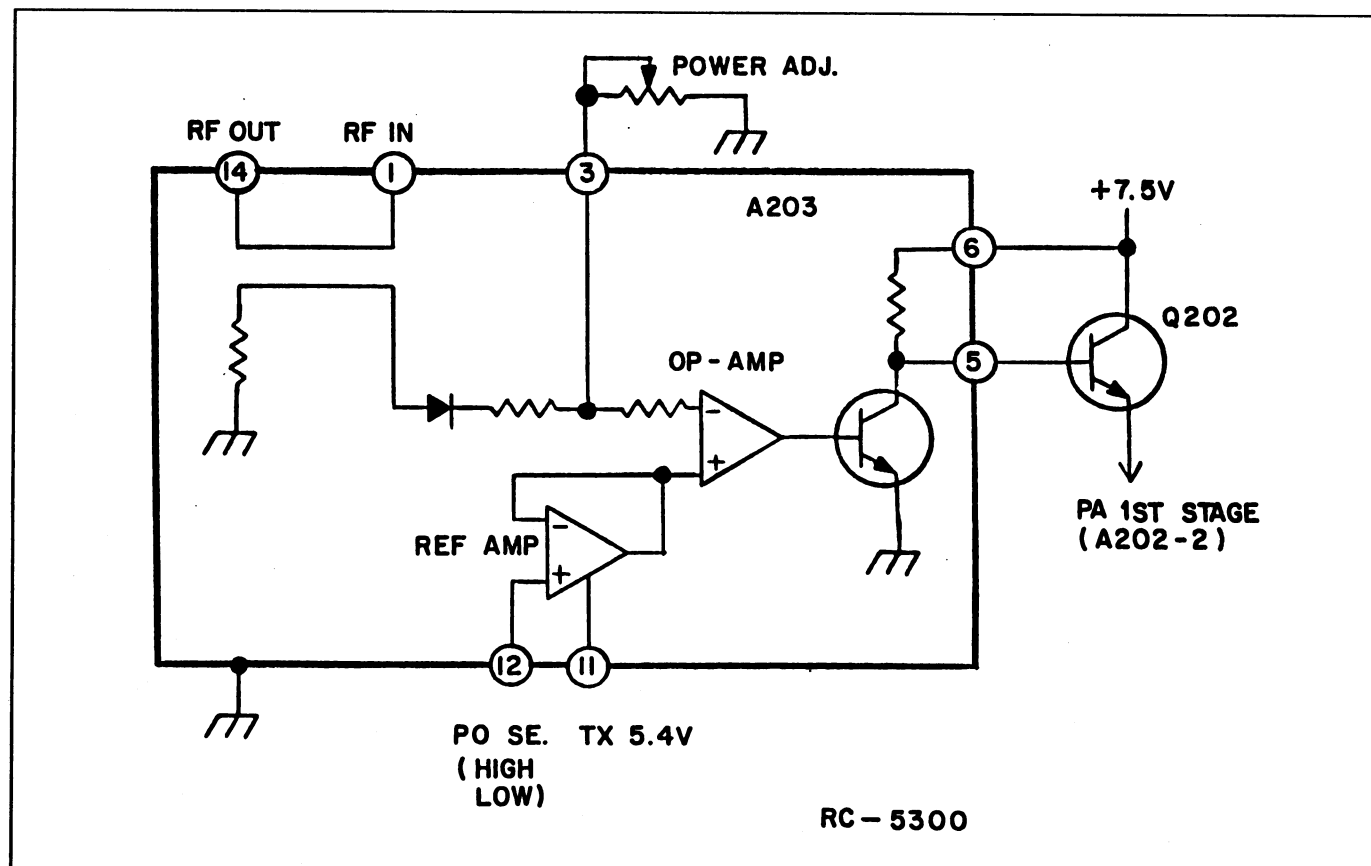 POWER ADJ.
RF OUT
RF IN
14
1
3
A203
+7.5V
6
Q202
5
OP-AMP
-
+
PA 1ST STAGE
(A202-2)
REF AMP
-
+
12
11
PO SE.
TX 5.4V
(HIGH
LOW)
RC-5300